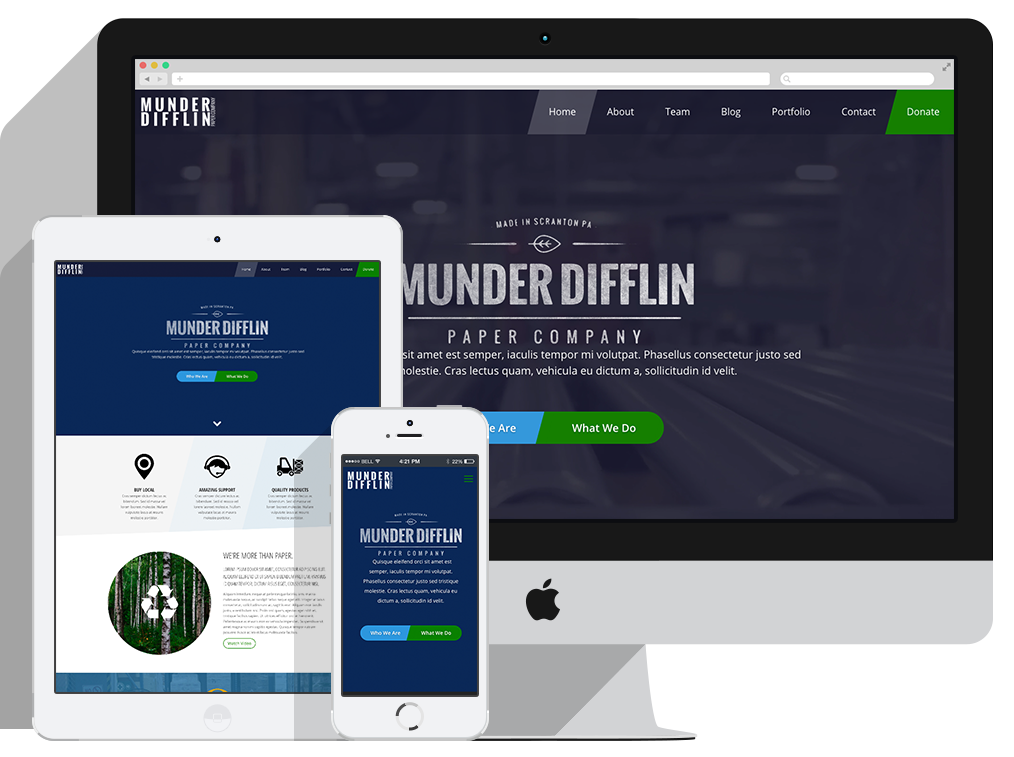 MUNDER
DIFFLIN
PAPER COMPANY
Home About Team Blog Portfolio Contact Donate
MADE IN SCRANTON PA
MUNDER DIFFLIN
PAPER COMPANY
sit amet est semper, iaculis tempor mi volutpat. Phasellus consectetur justo sed
molestie. Cras lectus quam, vehicula eu dictum a, sollicitudin id velit.
e Are What We Do
MUNDER
DIFFLIN
Home About Team Blog Portfolio Contact Donate
MADE IN SCRANTON PA
MUNDER DIFFLIN
PAPER COMPANY
Quisque eleifend orci sit amet est semper, iaculis tempor mi volutpat. Phasellus consectetur justo sed
tristique molestie. Cras lectus quam, vehicula eu dictum a, sollicitudin id velit.
Who We Are What We Do
BUY LOCAL
AMAZING SUPPORT
QUALITY PRODUCTS
WE'RE MORE THAN PAPER.
BELL 4:21 PM 22%
MUNDER
DIFFLIN
MADE IN SCRANTON PA
MUNDER DIFFLIN
PAPER COMPANY
Quisque eleifend orci sit amet est
semper, iaculis tempor mi volutpat.
Phasellus consectetur justo sed tristique
molestie. Cras lectus quam, vehicula eu
dictum a, sollicitudin id velit.
Who We Are What We Do